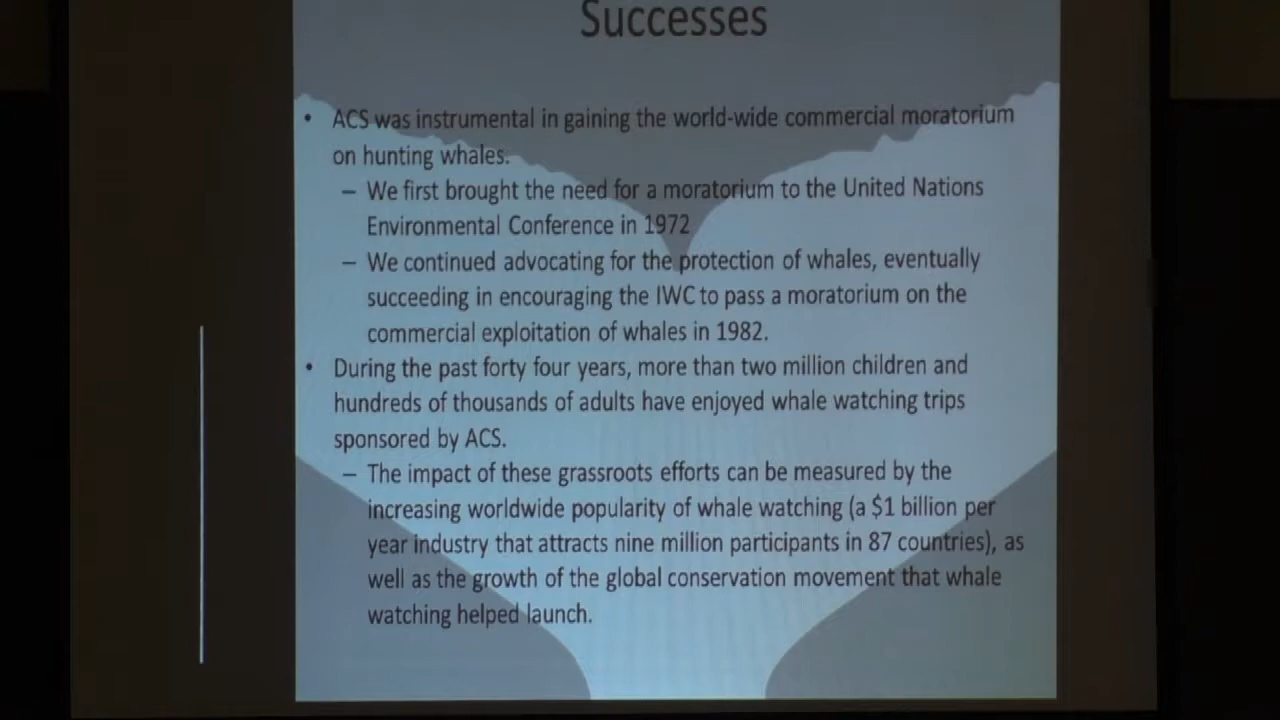 Successes
• ACS was instrumental in gaining the world-wide commercial moratorium
on hunting whales.
– We first brought the need for a moratorium to the United Nations
Environmental Conference in 1972
– We continued advocating for the protection of whales, eventually
succeeding in encouraging the IWC to pass a moratorium on the
commercial exploitation of whales in 1982.
• During the past forty four years, more than two million children and
hundreds of thousands of adults have enjoyed whale watching trips
sponsored by ACS.
– The impact of these grassroots efforts can be measured by the
increasing worldwide popularity of whale watching (a $1 billion per
year industry that attracts nine million participants in 87 countries), as
well as the growth of the global conservation movement that whale
watching helped launch.